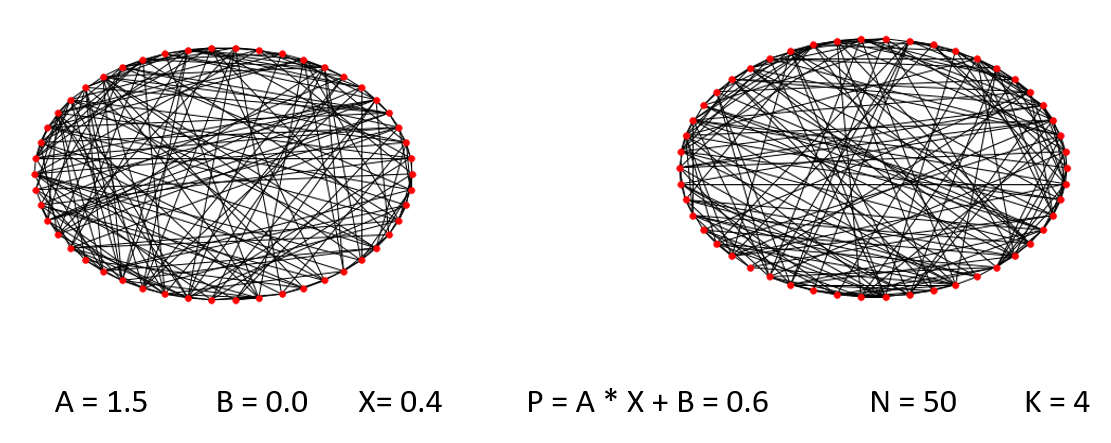 A = 1.5 B = 0.0 X= 0.4 P = A * X + B = 0.6 N = 50 K = 4